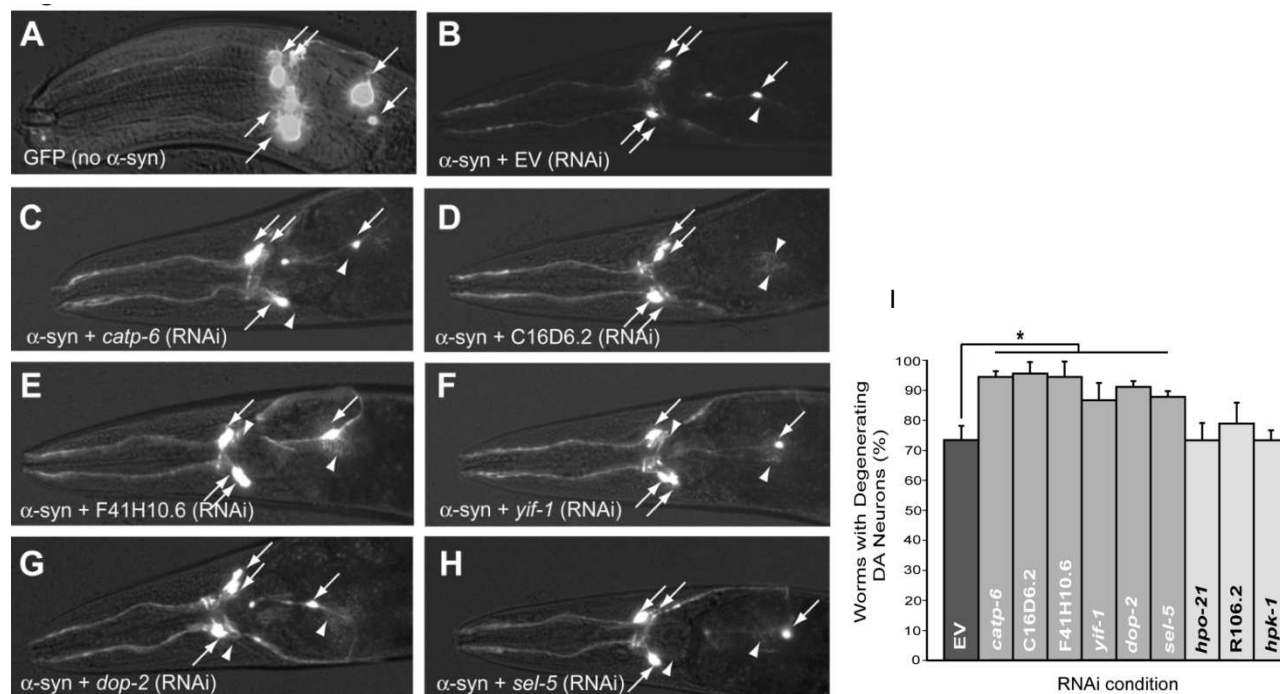 A
GFP (no α-syn)
B
α-syn + EV (RNAi)
C
α-syn + catp-6 (RNAi)
D
α-syn + C16D6.2 (RNAi)
E
α-syn + F41H10.6 (RNAi)
F
α-syn + yif-1 (RNAi)
G
α-syn + dop-2 (RNAi)
H
α-syn + sel-5 (RNAi)
I
*
Worms with Degenerating
DA Neurons (%)
100
90
80
70
60
50
40
30
20
10
0
EV
catp-6
C16D6.2
F41H10.6
yif-1
dop-2
sel-5
hpo-21
R106.2
hpk-1
RNAi condition